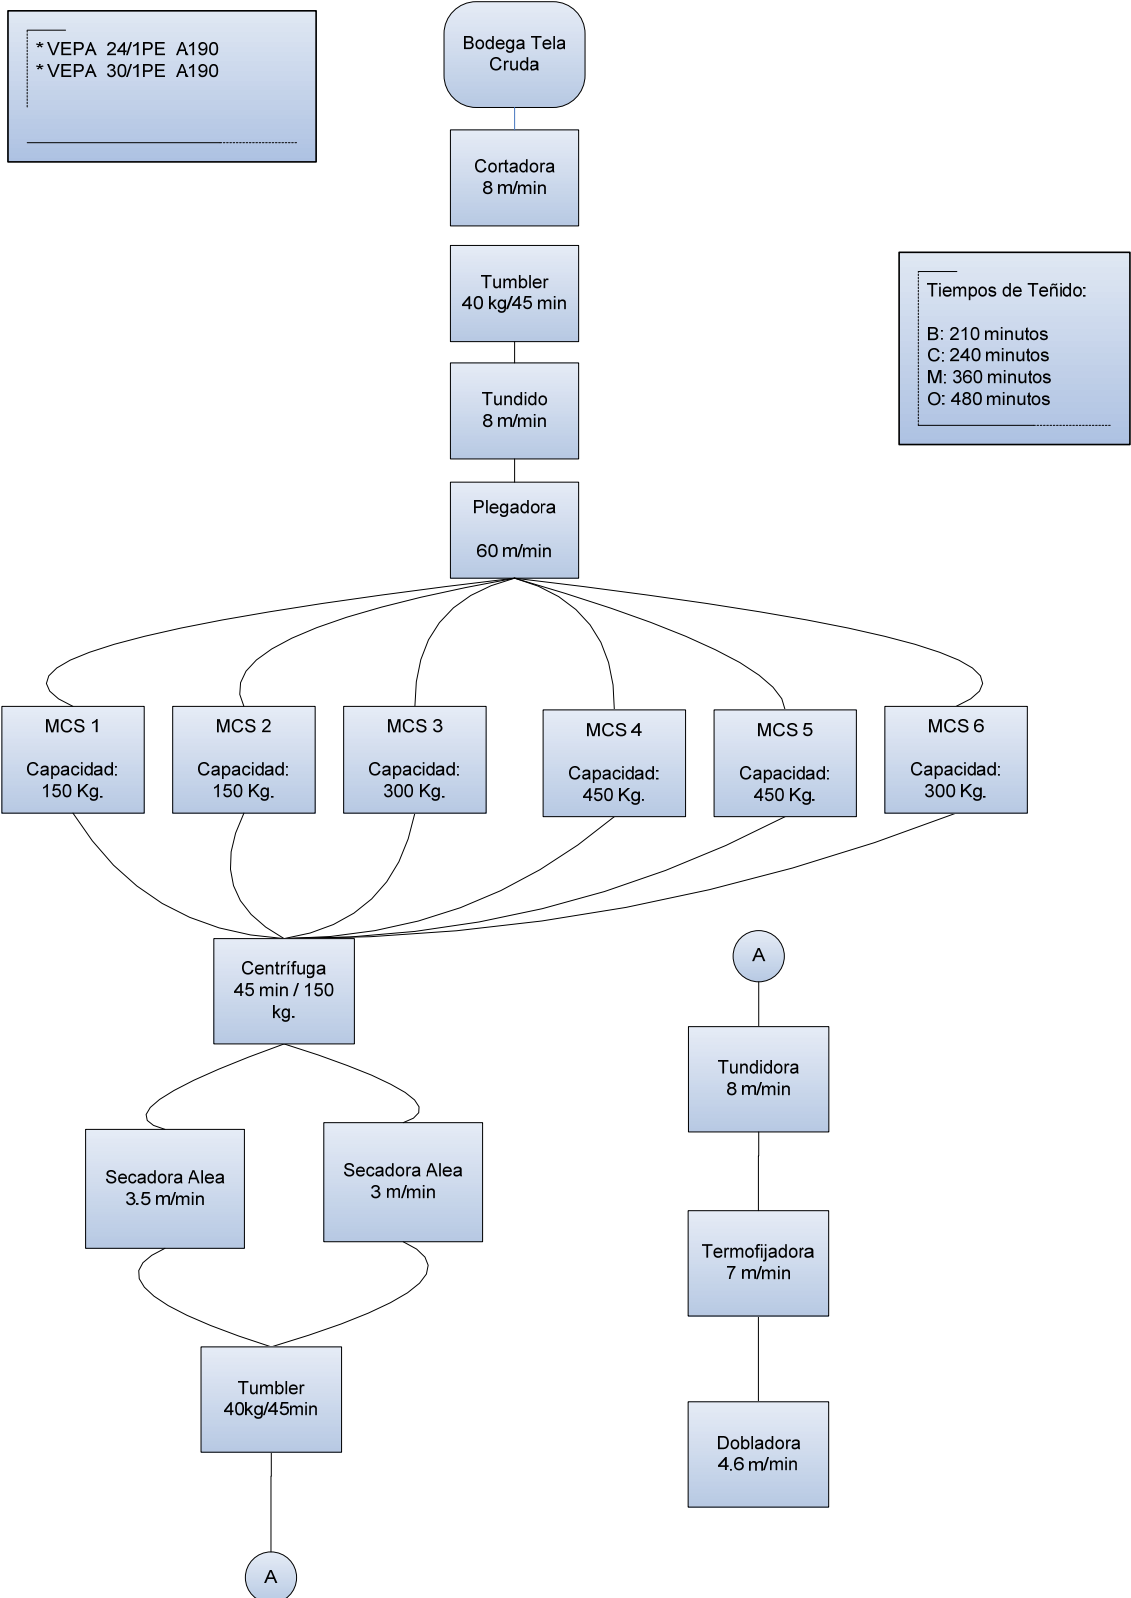 * VEPA 24/1PE A190
* VEPA 30/1PE A190
Bodega Tela
Cruda
Cortadora
8 m/min
Tumbler
40 kg/45 min
Tiempos de Teñido:
B: 210 minutos
C: 240 minutos
M: 360 minutos
O: 480 minutos
Tundido
8 m/min
Plegadora
60 m/min
MCS 1
Capacidad:
150 Kg.
MCS 2
Capacidad:
150 Kg.
MCS 3
Capacidad:
300 Kg.
MCS 4
Capacidad:
450 Kg.
MCS 5
Capacidad:
450 Kg.
MCS 6
Capacidad:
300 Kg.
Centrífuga
45 min / 150
kg.
Secadora Alea
3.5 m/min
Secadora Alea
3 m/min
Tumbler
40kg/45min
A
A
Tundidora
8 m/min
Termofijadora
7 m/min
Dobladora
4.6 m/min